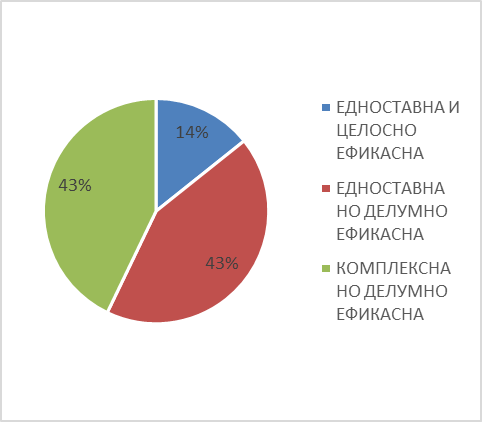 14%
43%
43%
ЕДНОСТАВНА И
ЦЕЛОСНО
ЕФИКАСНА
ЕДНОСТАВНА
НО ДЕЛУМНО
ЕФИКАСНА
КОМПЛЕКСНА
НО ДЕЛУМНО
ЕФИКАСНА